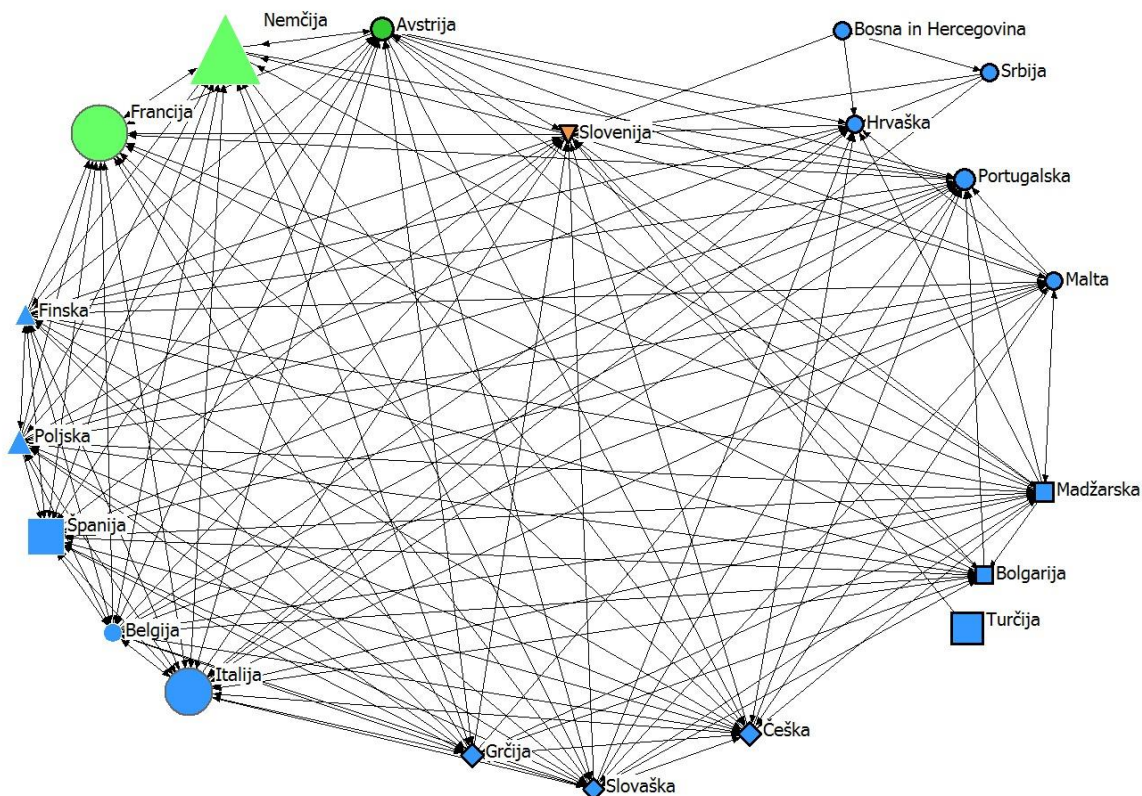 Nemčija
Avstrija
Bosna in Hercegovina
Srbija
Francija
Slovenija
Hrvaška
Portugalska
Malta
Finska
Poljska
Španija
Madžarska
Bolgarija
Turčija
Belgija
Italija
Češka
Grčija
Slovaška